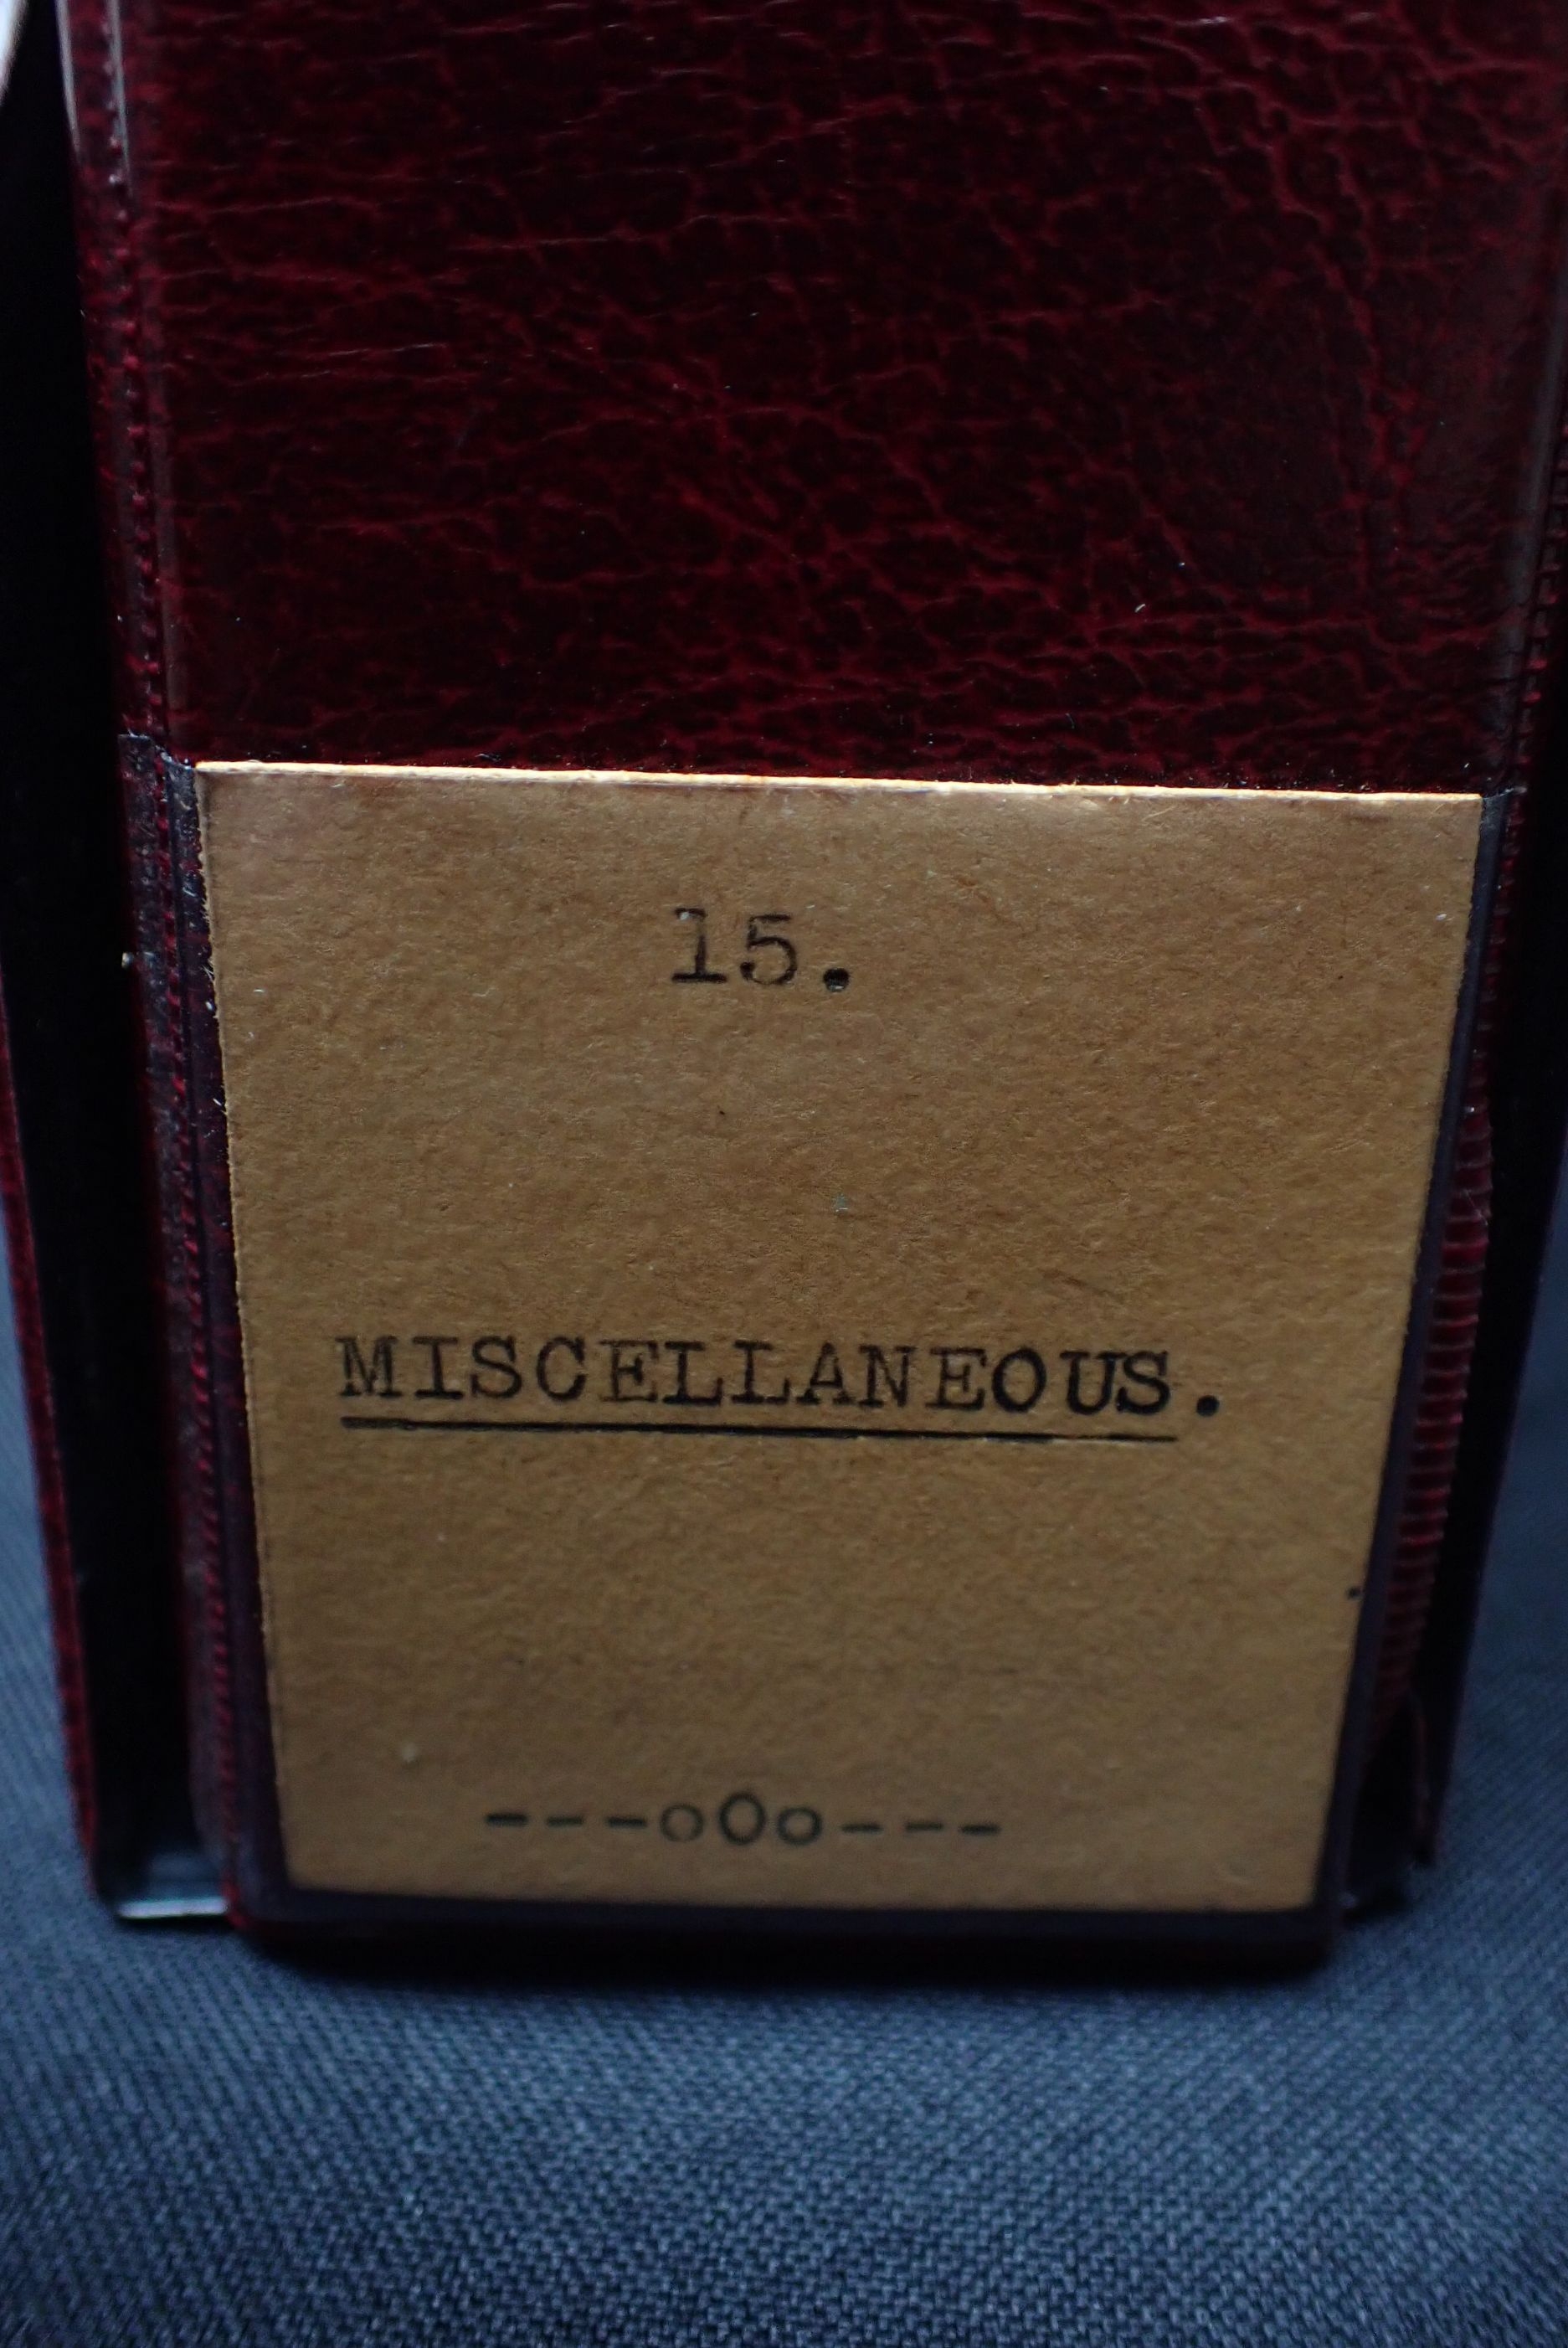 15.
MISCELLANEOUS.
---oOo---